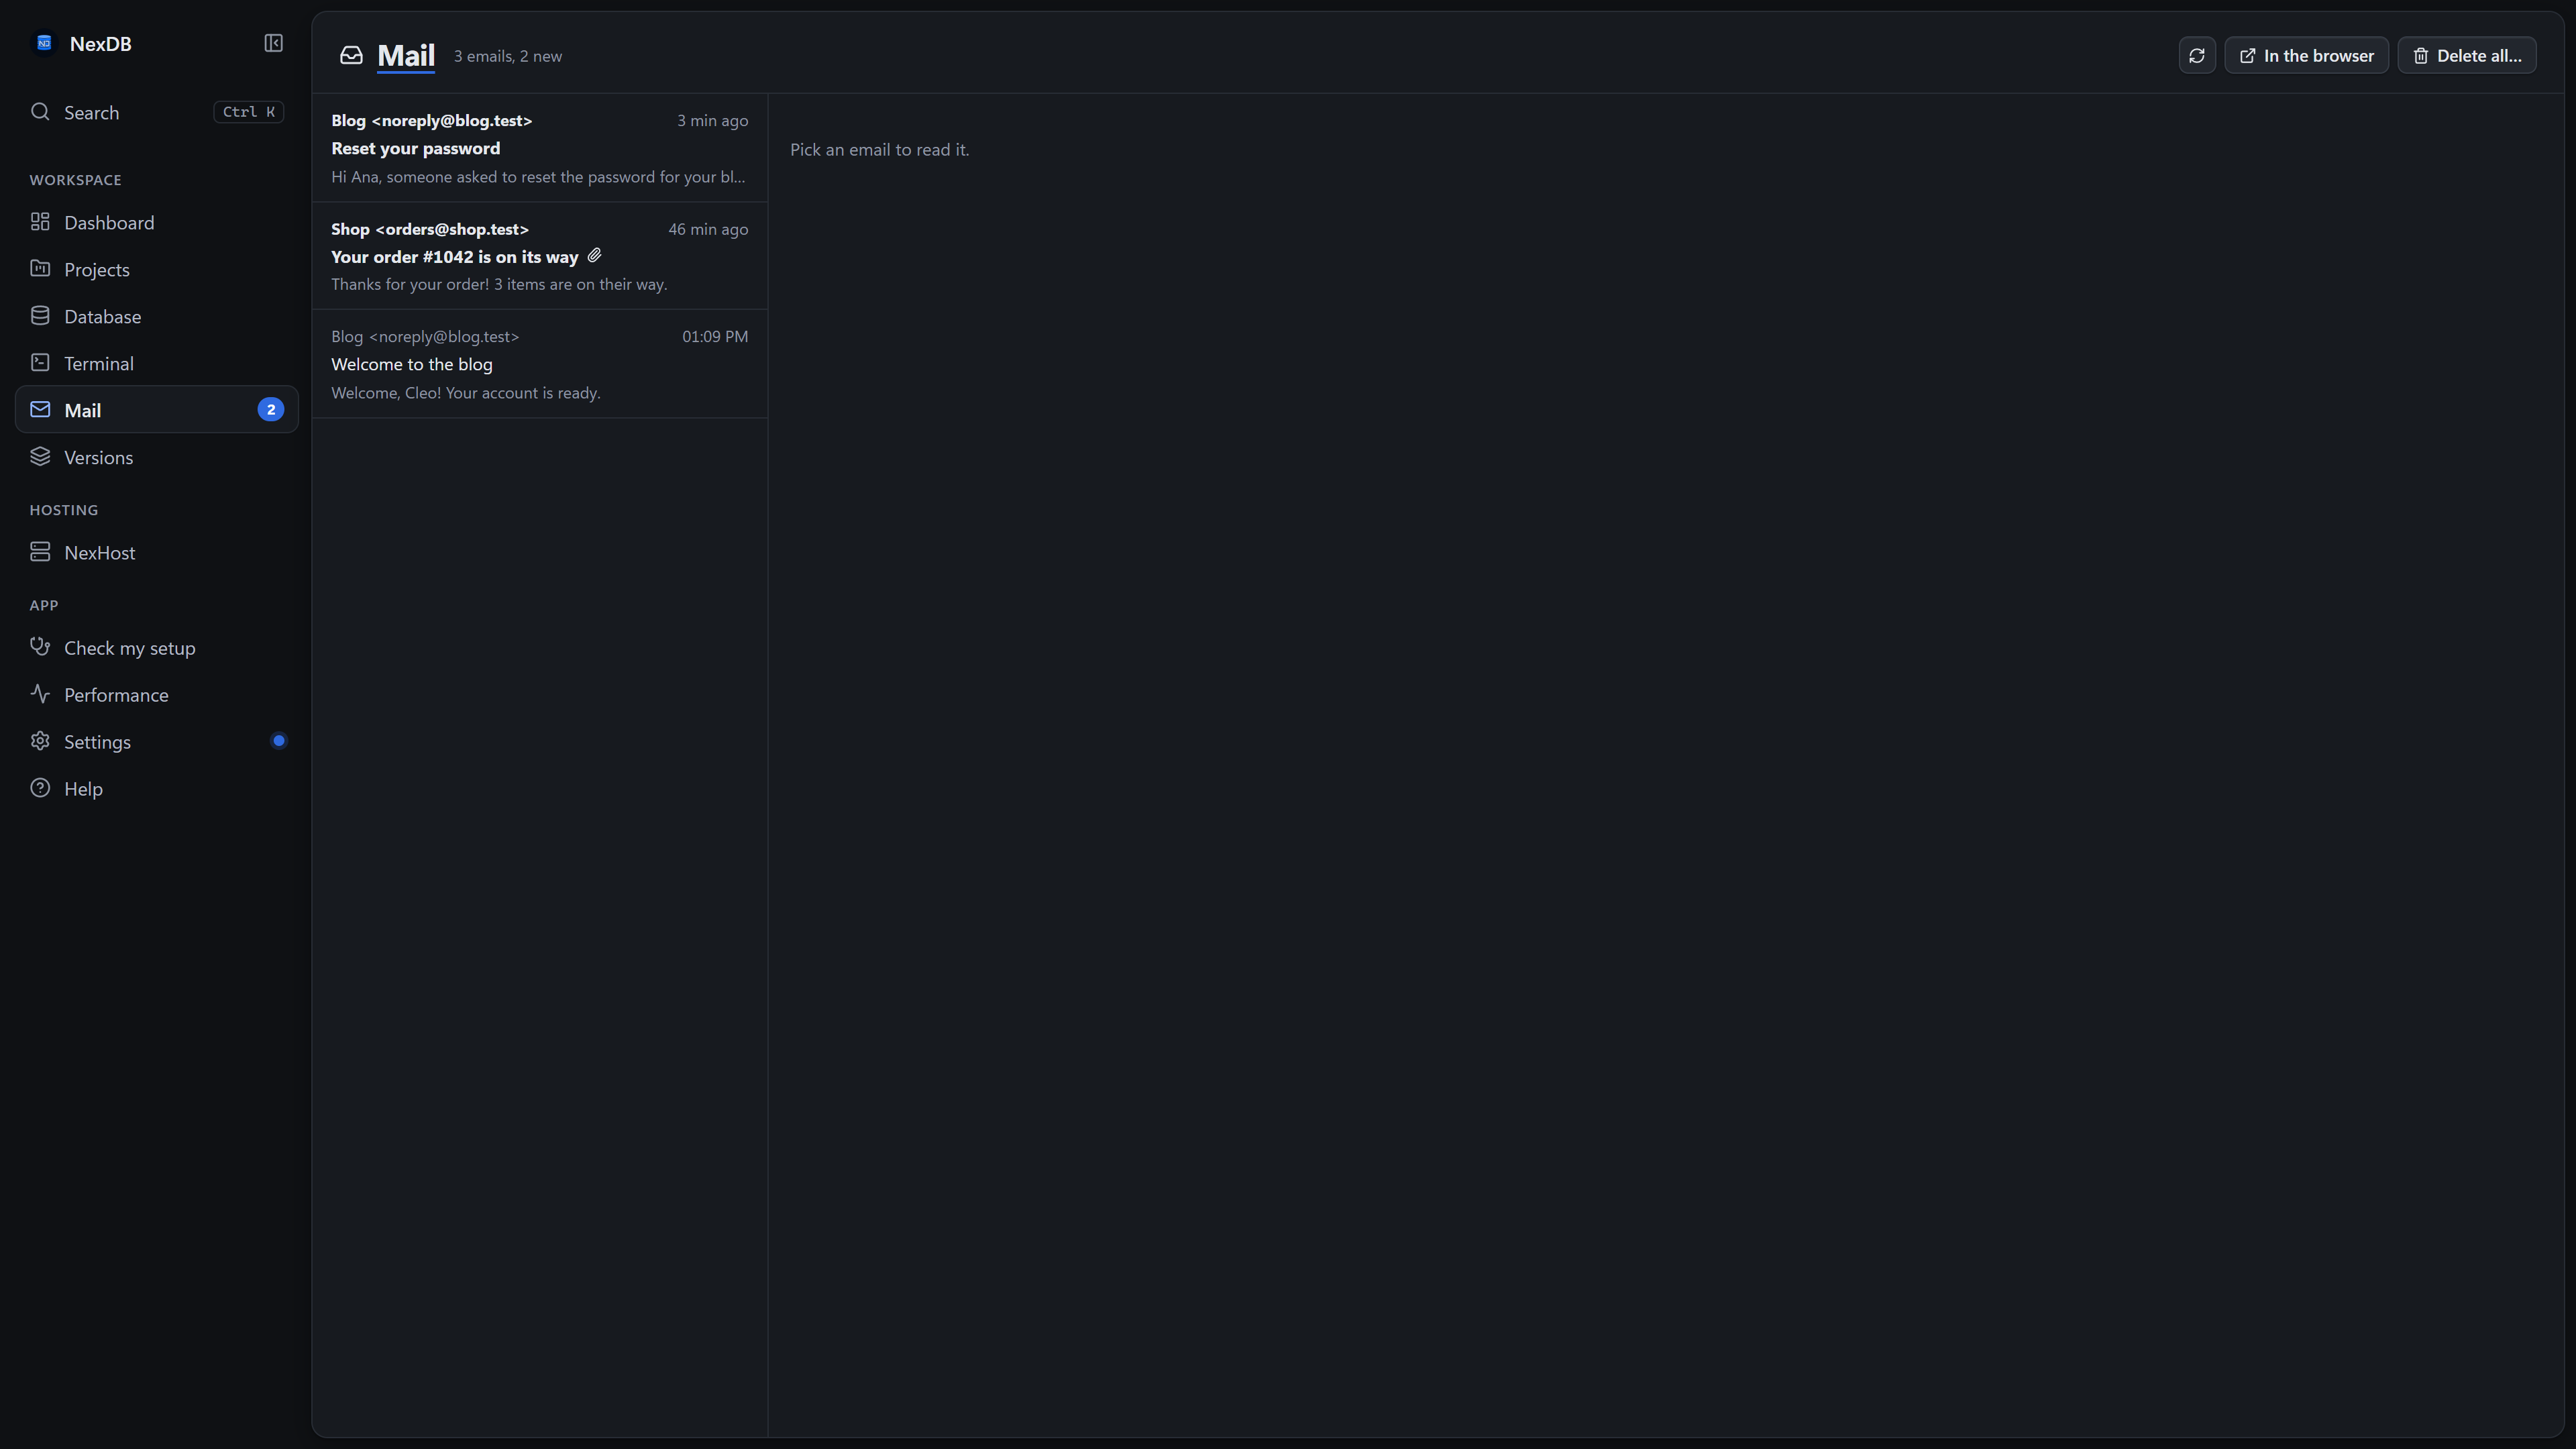 NexDB
Search Ctrl K
WORKSPACE
Dashboard
Projects
Database
Terminal
Mail 2
Versions
HOSTING
NexHost
APP
Check my setup
Performance
Settings
Help
Mail 3 emails, 2 new
In the browser
Delete all...
Blog <noreply@blog.test> 3 min ago
Reset your password
Hi Ana, someone asked to reset the password for your bl...
Shop <orders@shop.test> 46 min ago
Your order #1042 is on its way
Thanks for your order! 3 items are on their way.
Blog <noreply@blog.test> 01:09 PM
Welcome to the blog
Welcome, Cleo! Your account is ready.
Pick an email to read it.